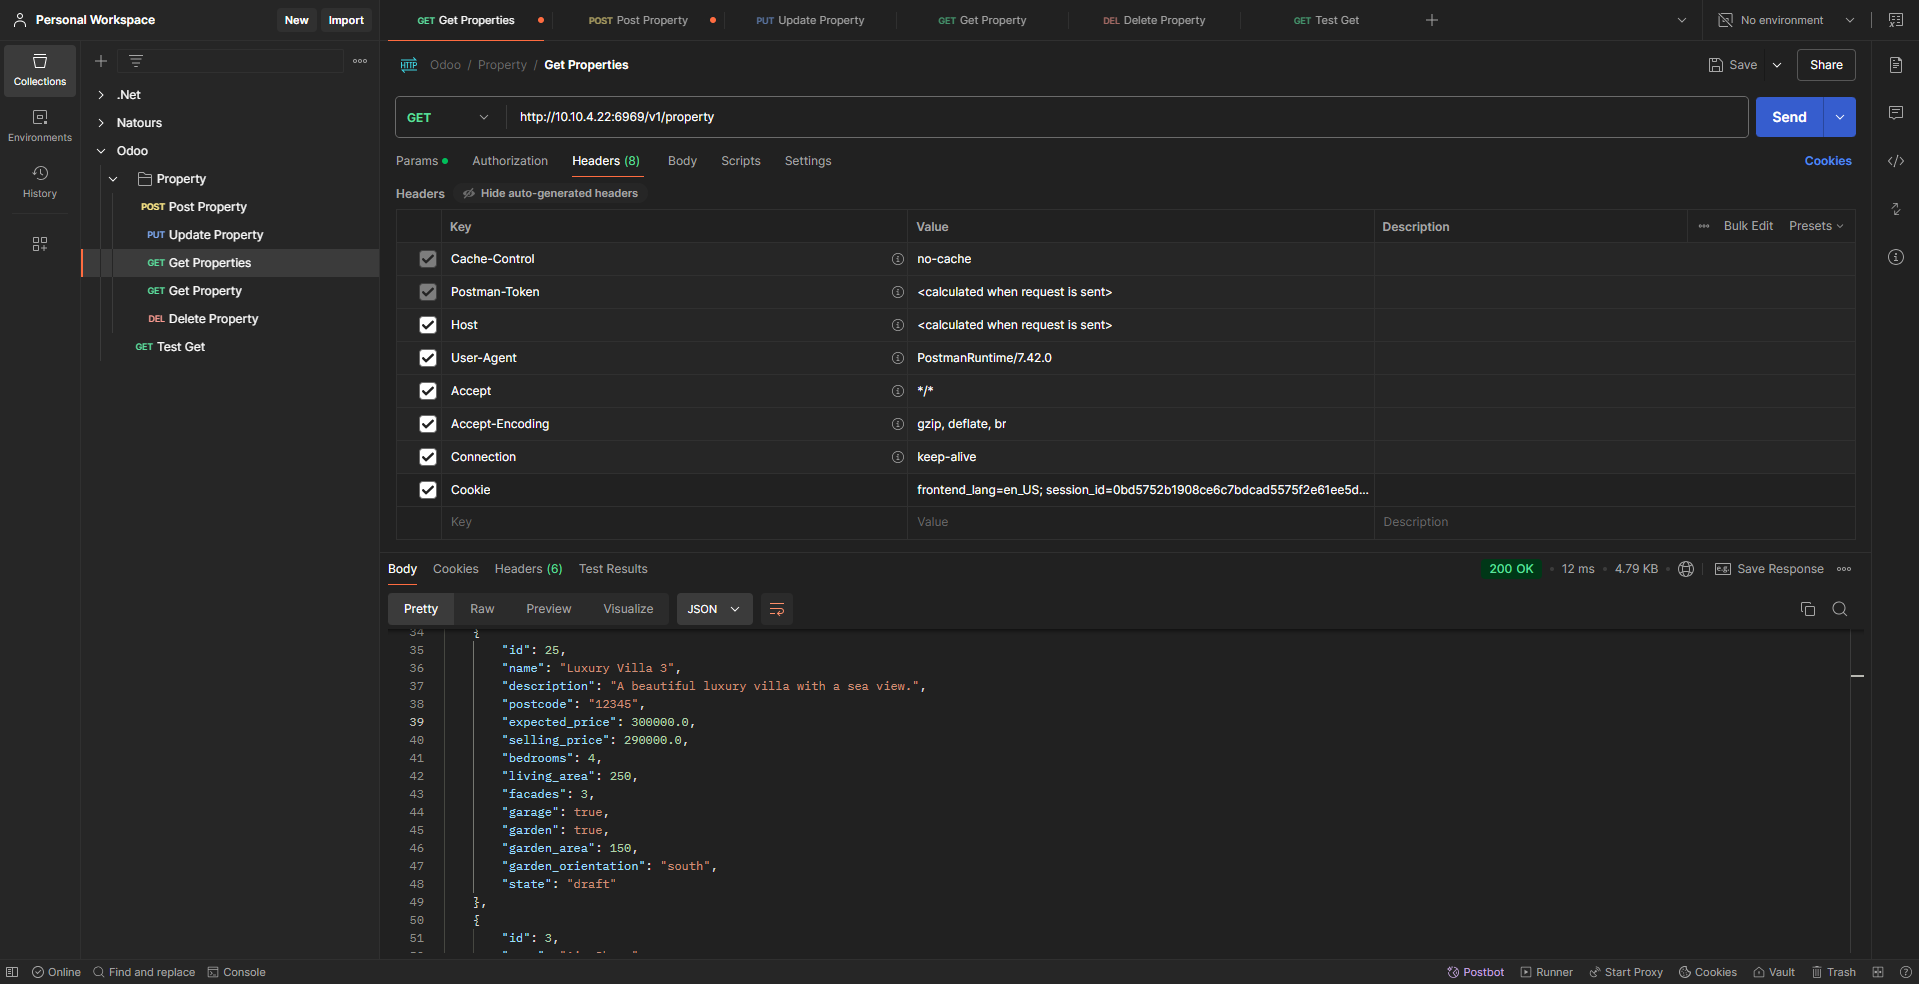 Personal Workspace
New
Import
GET Get Properties
POST Post Property
PUT Update Property
GET Get Property
DEL Delete Property
GET Test Get
No environment
Collections
Environments
History
.Net
Natours
Odoo
Property
POST Post Property
PUT Update Property
GET Get Properties
GET Get Property
DEL Delete Property
GET Test Get
HTTP Odoo / Property / Get Properties
Save
Share
GET
http://10.10.4.22:6969/v1/property
Send
Params
Authorization
Headers (8)
Body
Scripts
Settings
Cookies
Headers
Hide auto-generated headers
Key Value Description
Bulk Edit
Presets
Cache-Control no-cache
Postman-Token <calculated when request is sent>
Host <calculated when request is sent>
User-Agent PostmanRuntime/7.42.0
Accept */*
Accept-Encoding gzip, deflate, br
Connection keep-alive
Cookie frontend_lang=en_US; session_id=0bd5752b1908ce6c7bdcad5575f2e61ee5d...
Key Value Description
Body
Cookies
Headers (6)
Test Results
200 OK
12 ms
4.79 KB
e.g. Save Response
Pretty
Raw
Preview
Visualize
JSON
34 {
35 "id": 25,
36 "name": "Luxury Villa 3",
37 "description": "A beautiful luxury villa with a sea view.",
38 "postcode": "12345",
39 "expected_price": 300000.0,
40 "selling_price": 290000.0,
41 "bedrooms": 4,
42 "living_area": 250,
43 "facades": 3,
44 "garage": true,
45 "garden": true,
46 "garden_area": 150,
47 "garden_orientation": "south",
48 "state": "draft"
49 },
50 {
51 "id": 3,
Online
Find and replace
Console
Postbot
Runner
Start Proxy
Cookies
Vault
Trash